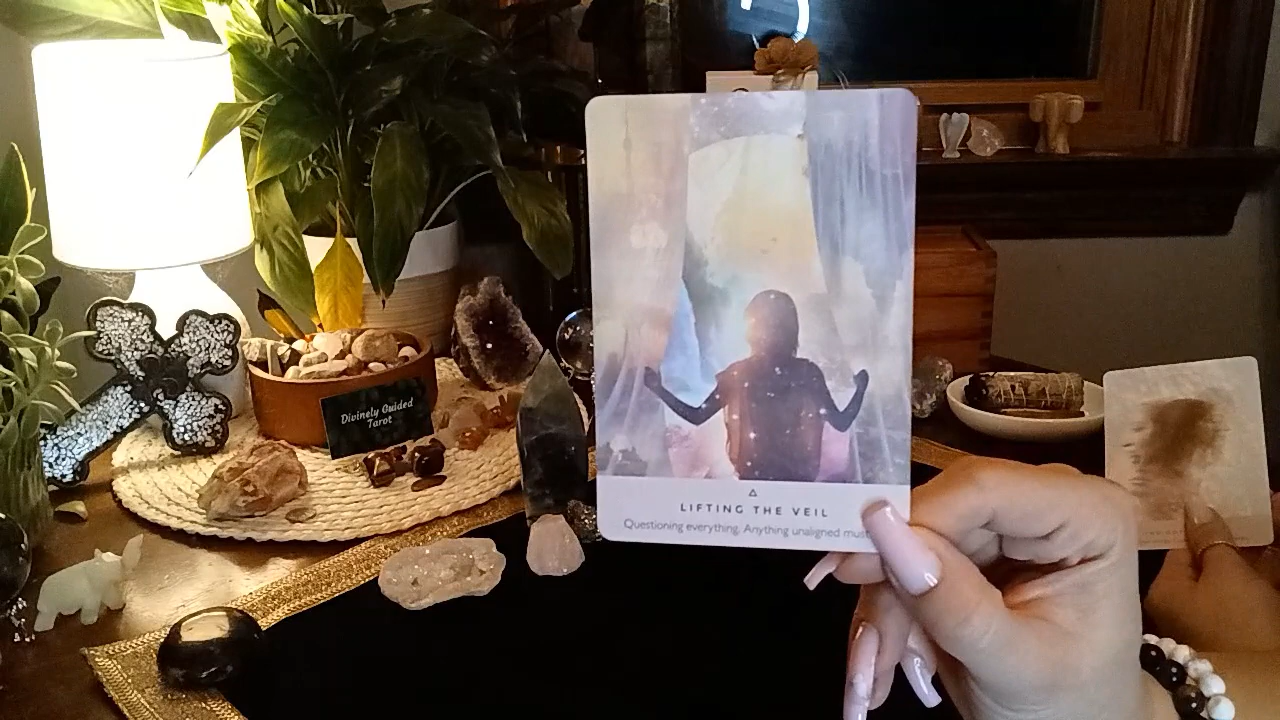 Divinely Guided
Tarot
LIFTING THE VEIL
Questioning everything. Anything unaligned must